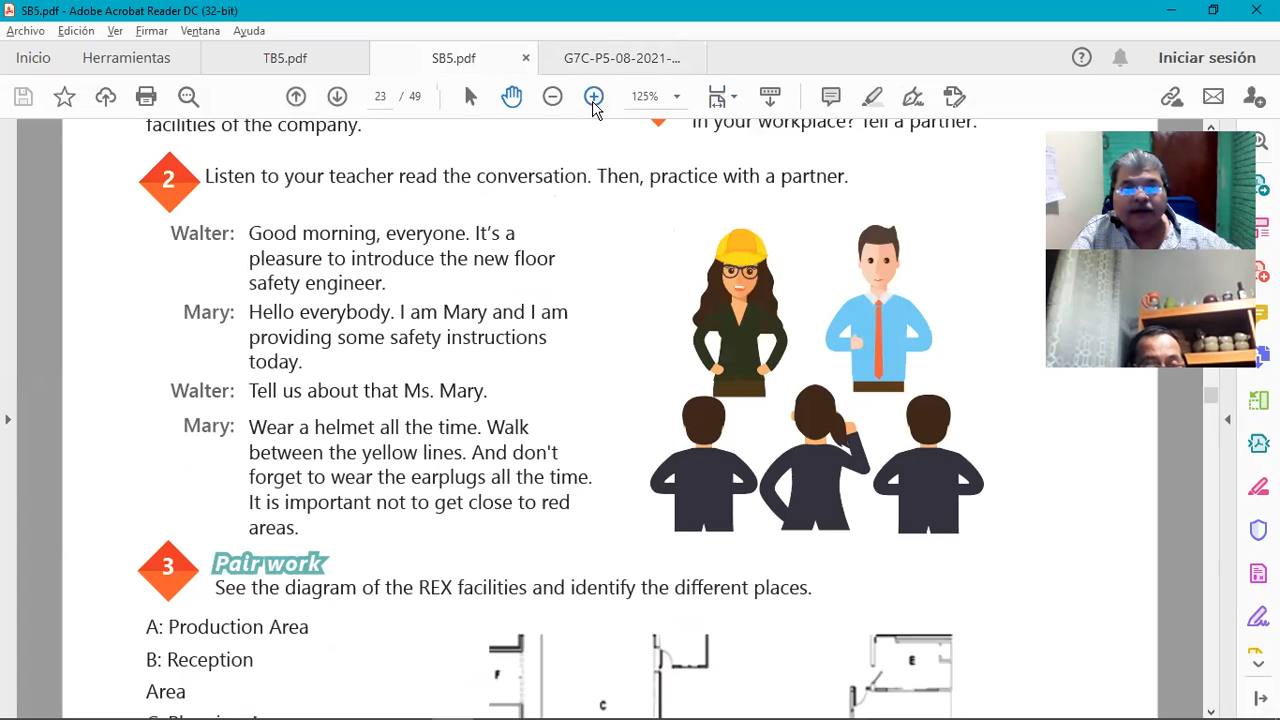 SB5.pdf - Adobe Acrobat Reader DC (32-bit)
Archivo Edición Ver Firmar Ventana Ayuda
Inicio Herramientas TB5.pdf SB5.pdf × G7C-P5-08-2021-... Iniciar sesión
23 / 49 125%
facilities of the company.
In your workplace? Tell a partner.
2 Listen to your teacher read the conversation. Then, practice with a partner.
Walter: Good morning, everyone. It's a
pleasure to introduce the new floor
safety engineer.
Mary: Hello everybody. I am Mary and I am
providing some safety instructions
today.
Walter: Tell us about that Ms. Mary.
Mary: Wear a helmet all the time. Walk
between the yellow lines. And don't
forget to wear the earplugs all the time.
It is important not to get close to red
areas.
3 Pair work
See the diagram of the REX facilities and identify the different places.
A: Production Area
B: Reception
Area
F
C
E